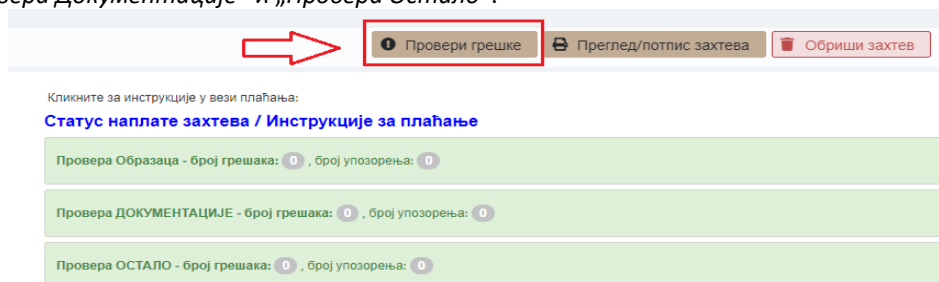 вера Документације“ и „Провера Остало“.
Провери грешке Преглед/потпис захтева Обриши захтев
Кликните за инструкције у вези плаћања:
Статус наплате захтева / Инструкције за плаћање
Провера Образаца - број грешака: 0 , број упозорења: 0
Провера ДОКУМЕНТАЦИЈЕ - број грешака: 0 , број упозорења: 0
Провера ОСТАЛО - број грешака: 0 , број упозорења: 0